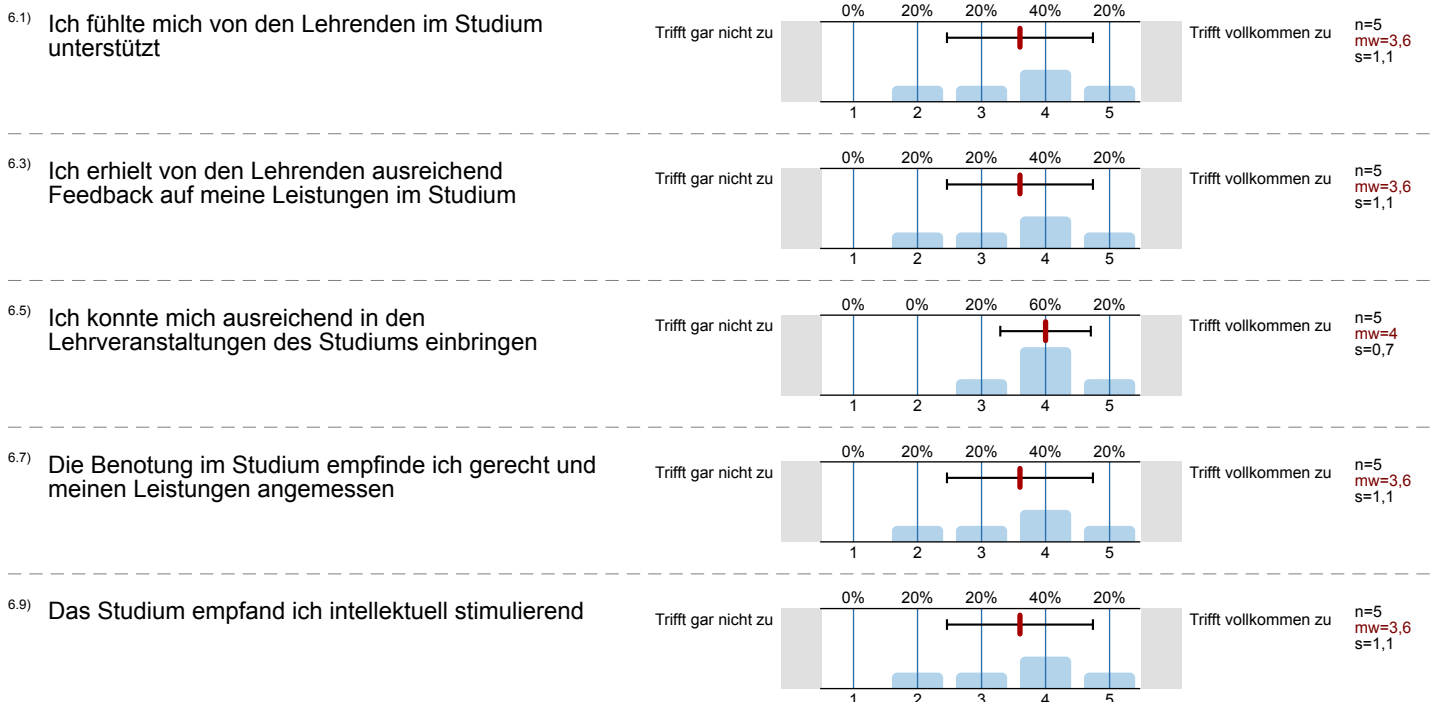 6.1) Ich fühlte mich von den Lehrenden im Studium
unterstützt
Trifft gar nicht zu
0% 20% 20% 40% 20%
1 2 3 4 5
Trifft vollkommen zu
n=5
mw=3,6
s=1,1
6.3) Ich erhielt von den Lehrenden ausreichend
Feedback auf meine Leistungen im Studium
Trifft gar nicht zu
0% 20% 20% 40% 20%
1 2 3 4 5
Trifft vollkommen zu
n=5
mw=3,6
s=1,1
6.5) Ich konnte mich ausreichend in den
Lehrveranstaltungen des Studiums einbringen
Trifft gar nicht zu
0% 0% 20% 60% 20%
1 2 3 4 5
Trifft vollkommen zu
n=5
mw=4
s=0,7
6.7) Die Benotung im Studium empfinde ich gerecht und
meinen Leistungen angemessen
Trifft gar nicht zu
0% 20% 20% 40% 20%
1 2 3 4 5
Trifft vollkommen zu
n=5
mw=3,6
s=1,1
6.9) Das Studium empfand ich intellektuell stimulierend
Trifft gar nicht zu
0% 20% 20% 40% 20%
1 2 3 4 5
Trifft vollkommen zu
n=5
mw=3,6
s=1,1